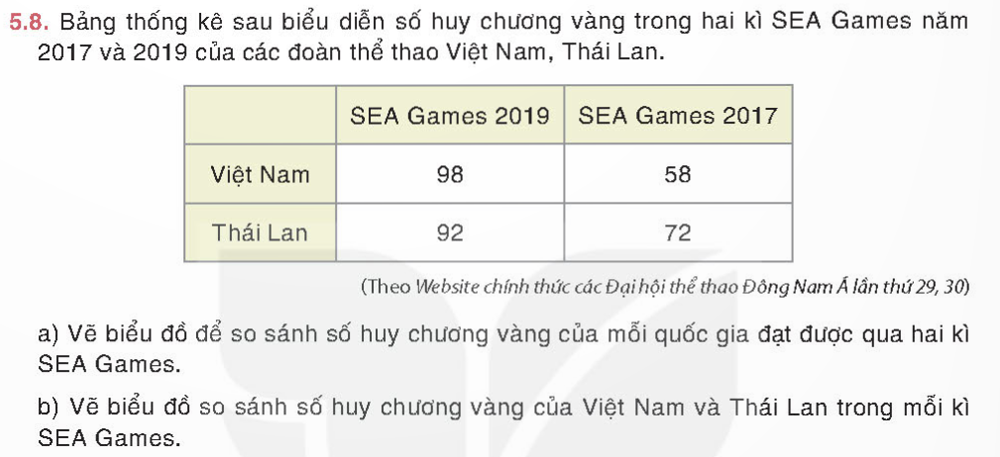 5.8. Bảng thống kê sau biểu diễn số huy chương vàng trong hai kì SEA Games năm
2017 và 2019 của các đoàn thể thao Việt Nam, Thái Lan.
SEA Games 2019 SEA Games 2017
Việt Nam 98 58
Thái Lan 92 72
(Theo Website chính thức các Đại hội thể thao Đông Nam Á lần thứ 29, 30)
a) Vẽ biểu đồ để so sánh số huy chương vàng của mỗi quốc gia đạt được qua hai kì
SEA Games.
b) Vẽ biểu đồ so sánh số huy chương vàng của Việt Nam và Thái Lan trong mỗi kì
SEA Games.